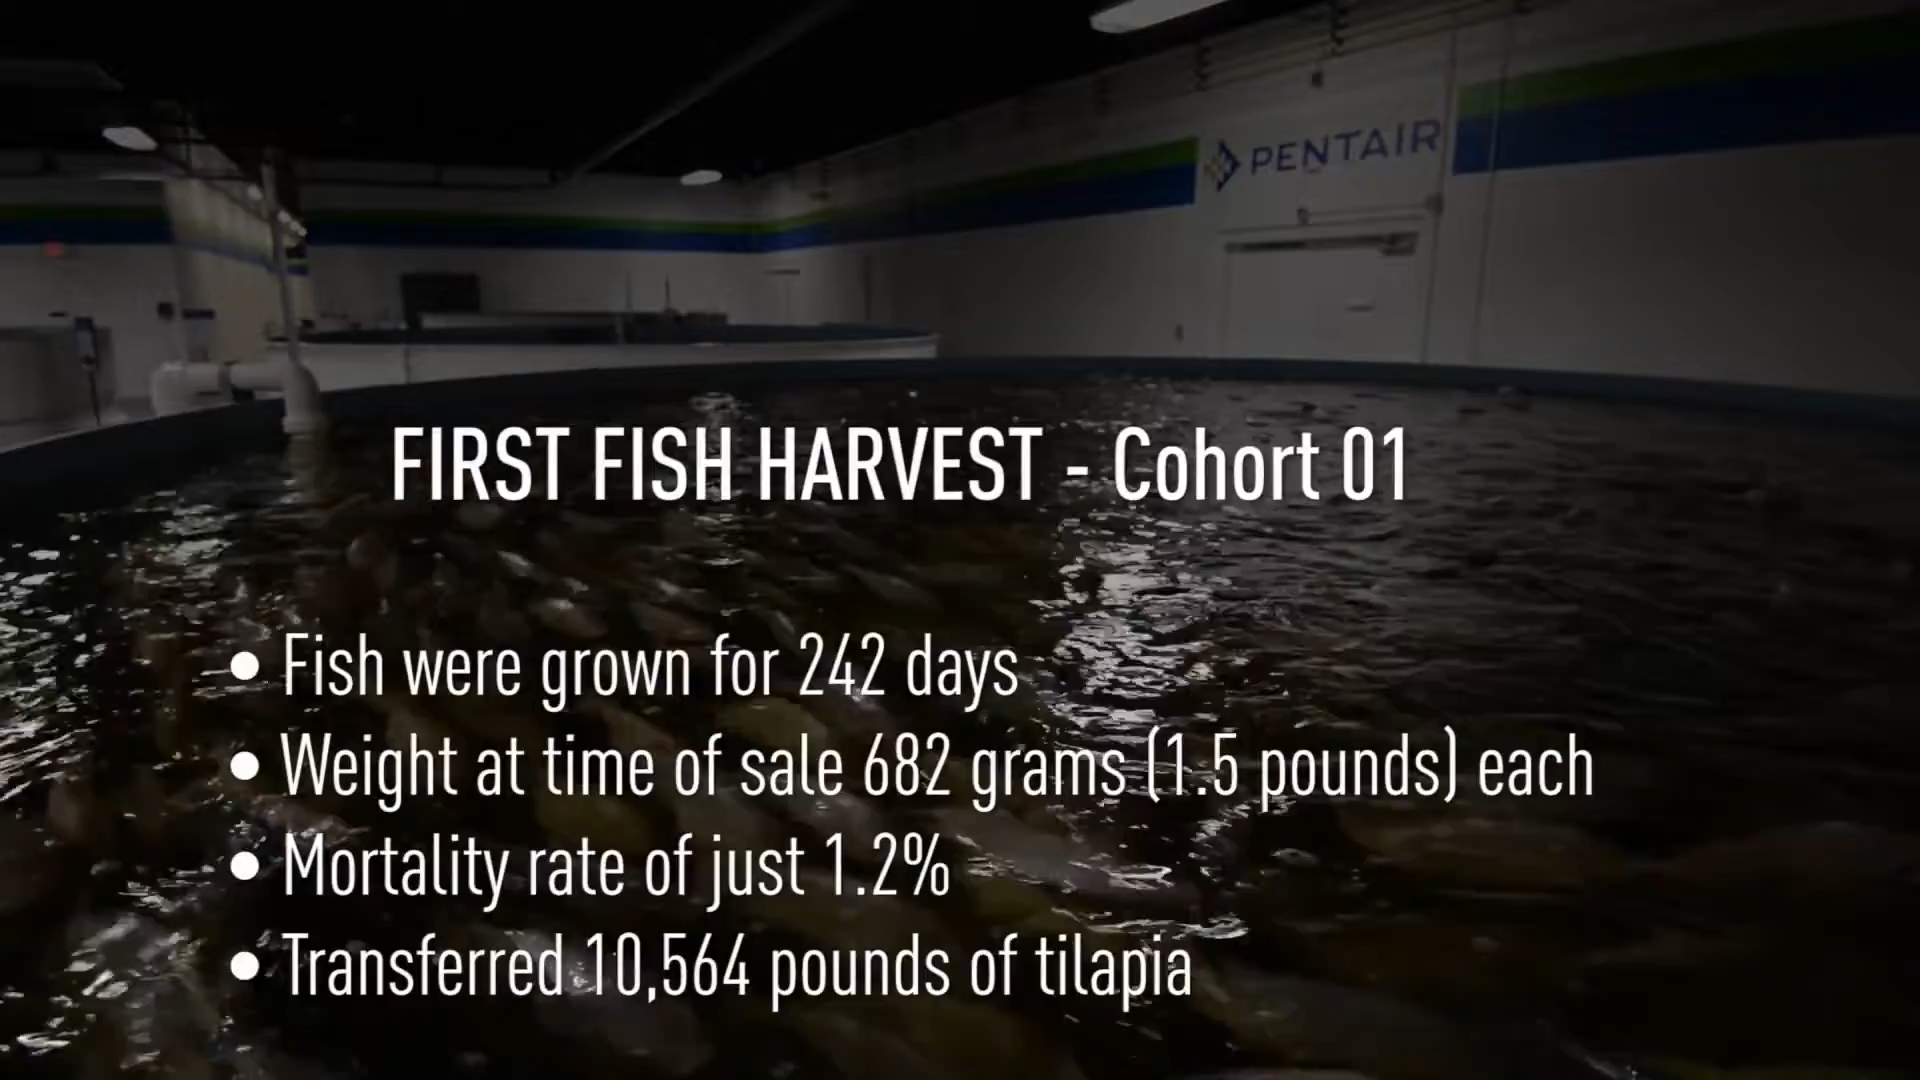 PENTAIR
FIRST FISH HARVEST - Cohort 01
• Fish were grown for 242 days
• Weight at time of sale 682 grams (1.5 pounds) each
• Mortality rate of just 1.2%
• Transferred 10,564 pounds of tilapia